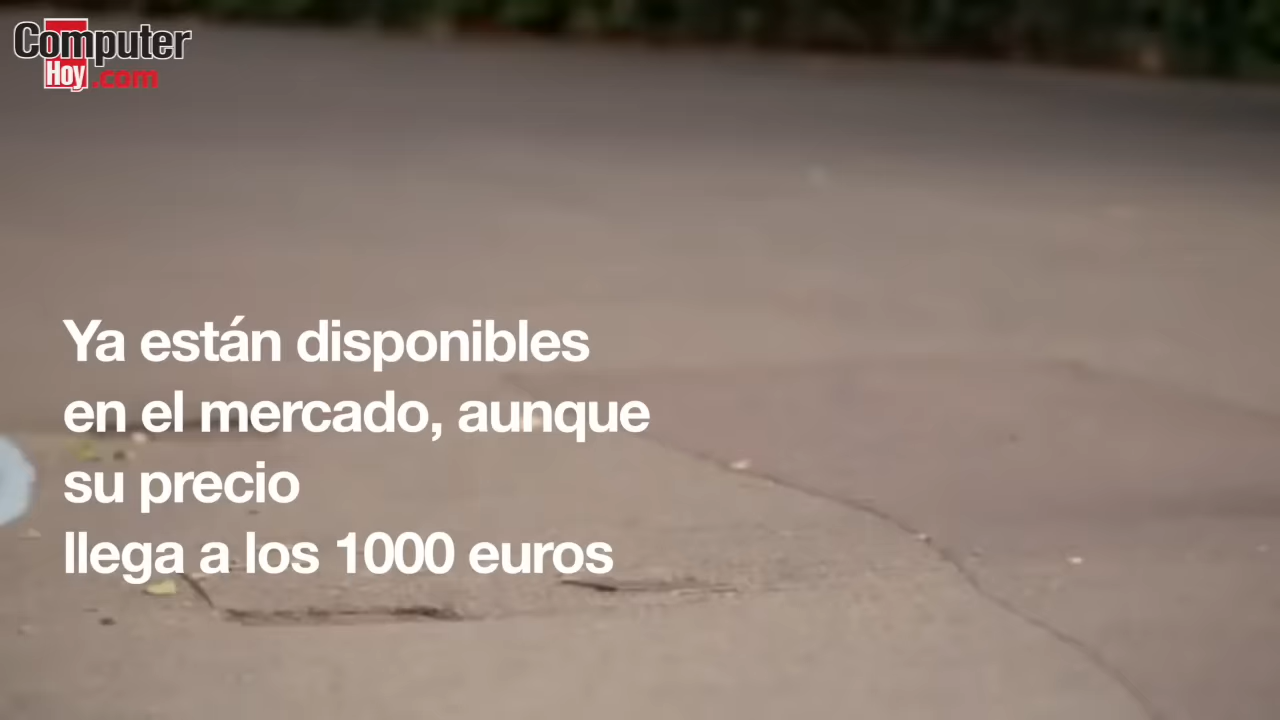 Computer
Hoy.com
Ya están disponibles
en el mercado, aunque
su precio
llega a los 1000 euros